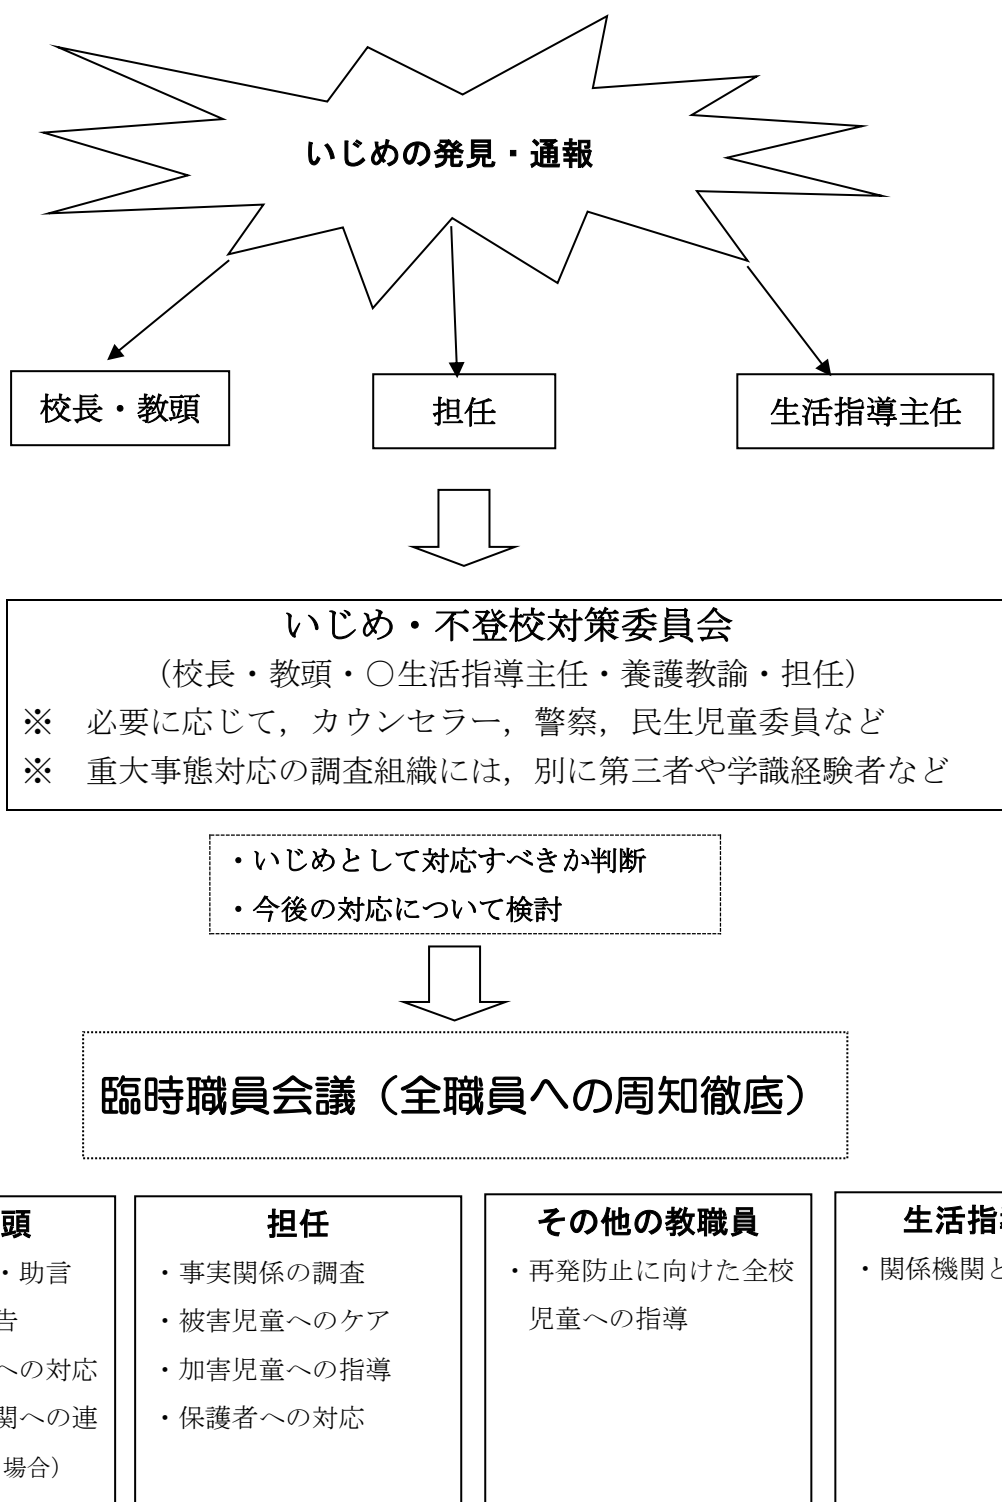 いじめの発見・通報
校長・教頭
担任
生活指導主任
いじめ・不登校対策委員会
（校長・教頭・〇生活指導主任・養護教諭・担任）
※　必要に応じて，カウンセラー，警察，民生児童委員など
※　重大事態対応の調査組織には，別に第三者や学識経験者など
・いじめとして対応すべきか判断
・今後の対応について検討
臨時職員会議（全職員への周知徹底）
頭
・助言
告
への対応
関への連
場合）
担任
・事実関係の調査
・被害児童へのケア
・加害児童への指導
・保護者への対応
その他の教職員
・再発防止に向けた全校
児童への指導
生活指導
・関係機関と